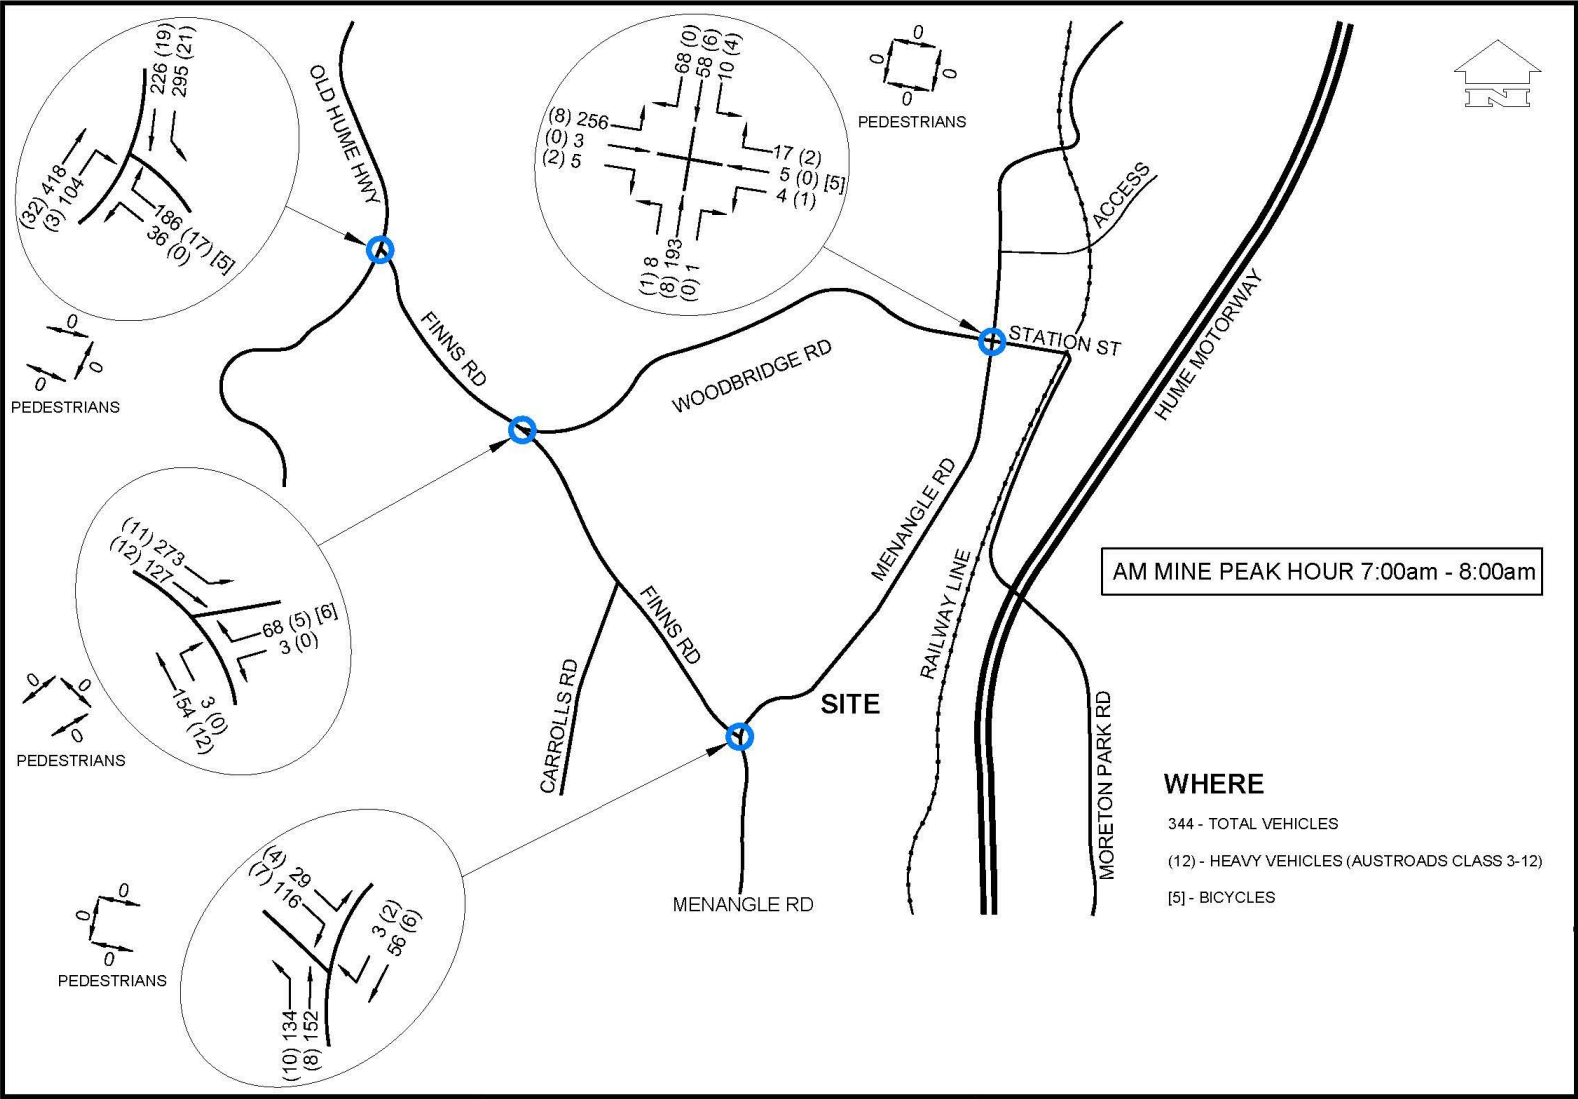 226 (19)
295 (21)
(32) 418
(3) 104
186 (17) [5]
36 (0)
0
0
0
PEDESTRIANS
OLD HUME HWY
68 (0)
58 (6)
10 (4)
(8) 256
(0) 3
(2) 5
17 (2)
5 (0) [5]
4 (1)
(1) 8
(8) 193
(0) 1
0
0
0
0
PEDESTRIANS
N
ACCESS
STATION ST
HUME MOTORWAY
FINNS RD
WOODBRIDGE RD
MENANGLE RD
RAILWAY LINE
AM MINE PEAK HOUR 7:00am - 8:00am
(11) 273
(12) 127
68 (5) [6]
3 (0)
3 (0)
154 (12)
0
0
0
PEDESTRIANS
FINNS RD
CARROLLS RD
SITE
MORETON PARK RD
MENANGLE RD
(4) 29
(7) 116
3 (2)
56 (6)
(10) 134
(8) 152
0
0
0
PEDESTRIANS
WHERE
344 - TOTAL VEHICLES
(12) - HEAVY VEHICLES (AUSTROADS CLASS 3-12)
[5] - BICYCLES